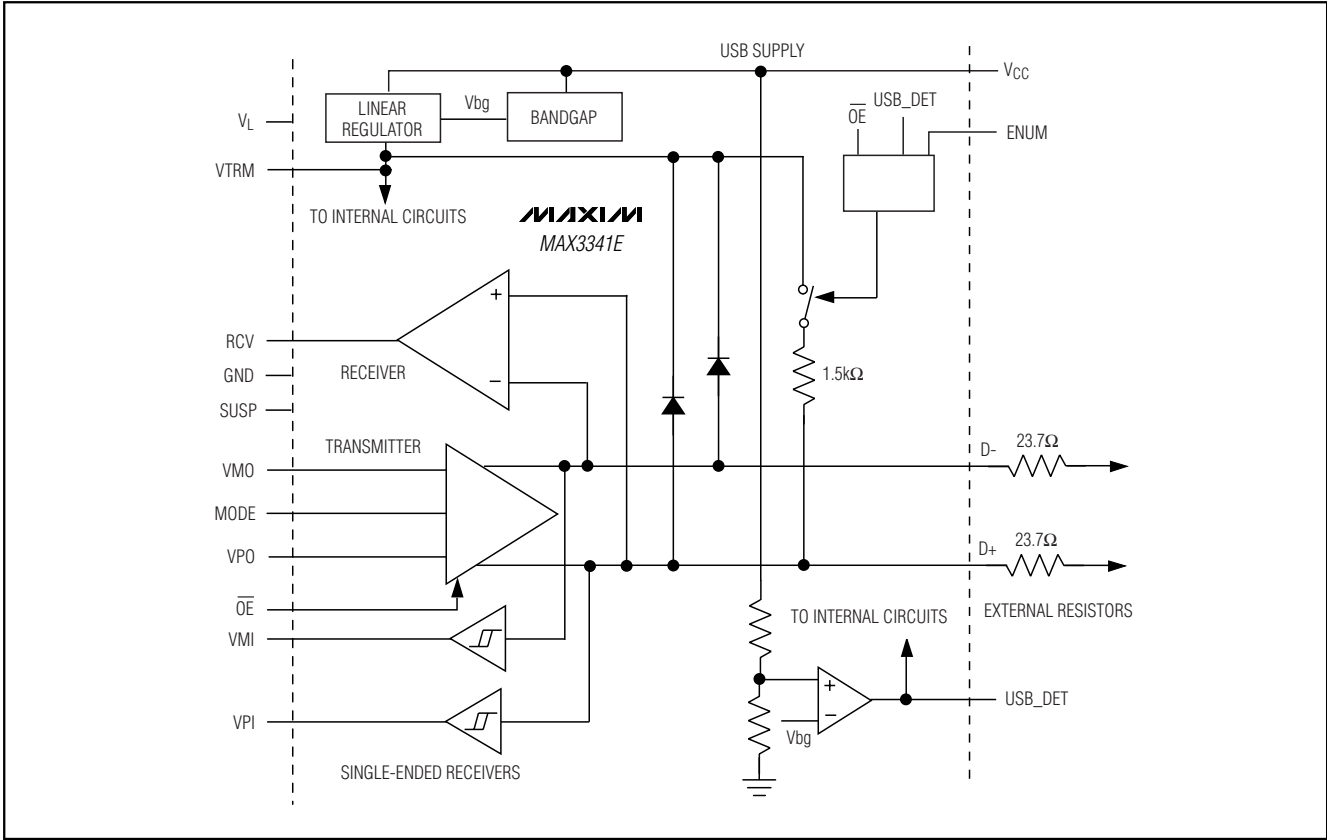 USB SUPPLY
VCC
LINEAR
REGULATOR
Vbg
BANDGAP
OE
USB_DET
ENUM
VL
VTRM
TO INTERNAL CIRCUITS
MAXIM
MAX3341E
RCV
RECEIVER
+
−
GND
SUSP
1.5kΩ
TRANSMITTER
VMO
MODE
VPO
OE
VMI
VPI
D-
23.7Ω
D+
23.7Ω
TO INTERNAL CIRCUITS
EXTERNAL RESISTORS
+
−
Vbg
USB_DET
SINGLE-ENDED RECEIVERS